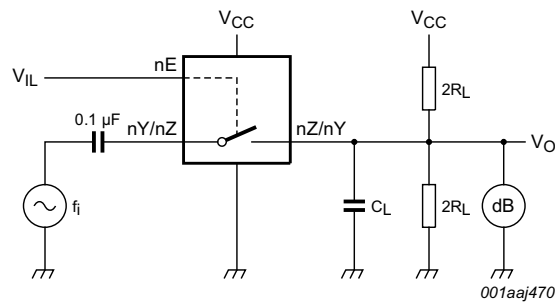 VCC
VCC
VIL
nE
2RL
0.1 µF
nY/nZ
nZ/nY
VO
fi
CL
2RL
dB
001aaj470